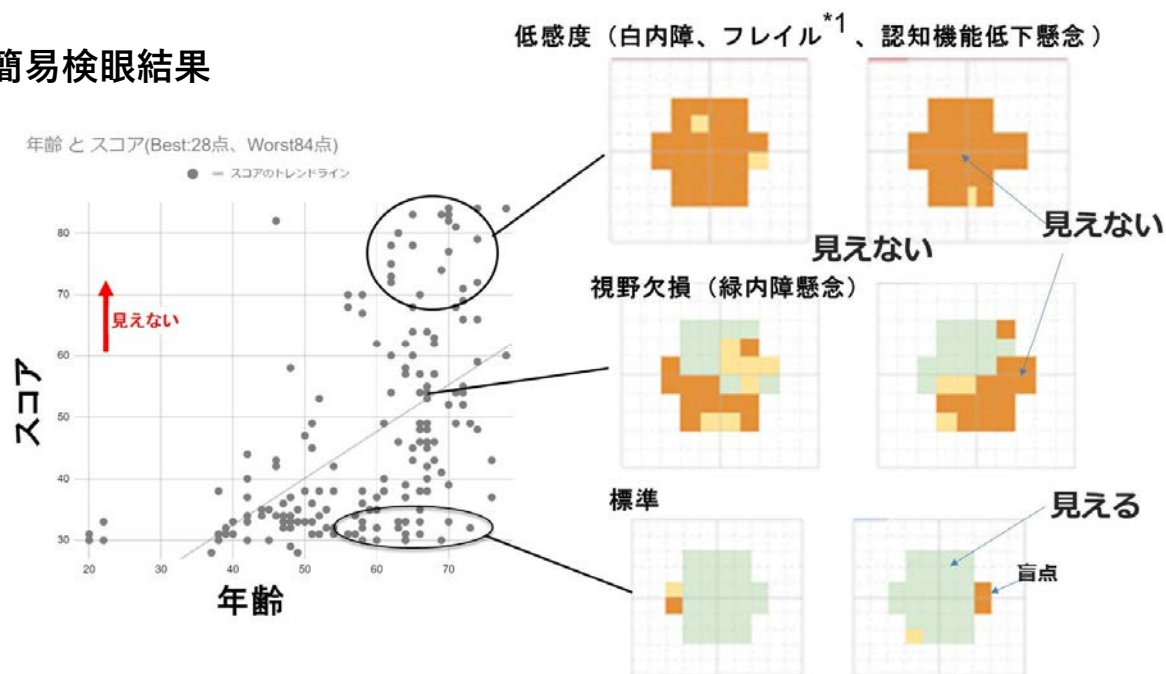 低感度（白内障、フレイル*1、認知機能低下懸念）
簡易検眼結果
年齢 と スコア(Best:28点、Worst84点)
スコアのトレンドライン
80
70
60
50
40
30
20 30 40 50 60 70
見えない
スコア
年齢
見えない
見えない
視野欠損（緑内障懸念）
標準
見える
盲点